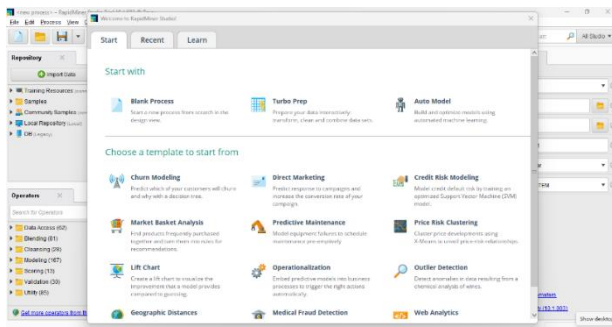 <new process> – RapidMiner Studio
Welcome to RapidMiner Studio!
File Edit Process View
All Studio
Start Recent Learn
Repository
Import Data
Training Resources
Samples
Community Samples
Local Repository (Local)
DB (Legacy)
Start with
Blank Process
Start a new process from scratch in the
design view.
Turbo Prep
Prepare your data interactively:
transform, clean and combine data sets.
Auto Model
Build and optimize models using
automated machine learning.
Choose a template to start from
Churn Modeling
Predict which of your customers will churn
and why with a decision tree.
Direct Marketing
Predict response to campaigns and
increase the conversion rate of your
campaign.
Credit Risk Modeling
Model credit default risk by training an
optimized Support Vector Machine (SVM)
model.
Operators
Search for Operators
Data Access (62)
Blending (81)
Cleansing (29)
Modeling (167)
Scoring (13)
Validation (30)
Utility (85)
Get more operators from
Market Basket Analysis
Find products frequently purchased
together and turn them into rules for
recommendations.
Predictive Maintenance
Model equipment failures to schedule
maintenance pre-emptively.
Price Risk Clustering
Cluster price developments using
X-Means to unveil price risk relationships.
Lift Chart
Create a lift chart to visualize the
improvement that a model provides
compared to guessing.
Operationalization
Embed predictive models into business
processes to trigger the right actions
automatically.
Outlier Detection
Detect anomalies in data resulting from a
chemical analysis of wines.
Geographic Distances
Medical Fraud Detection
Web Analytics
Show desktop